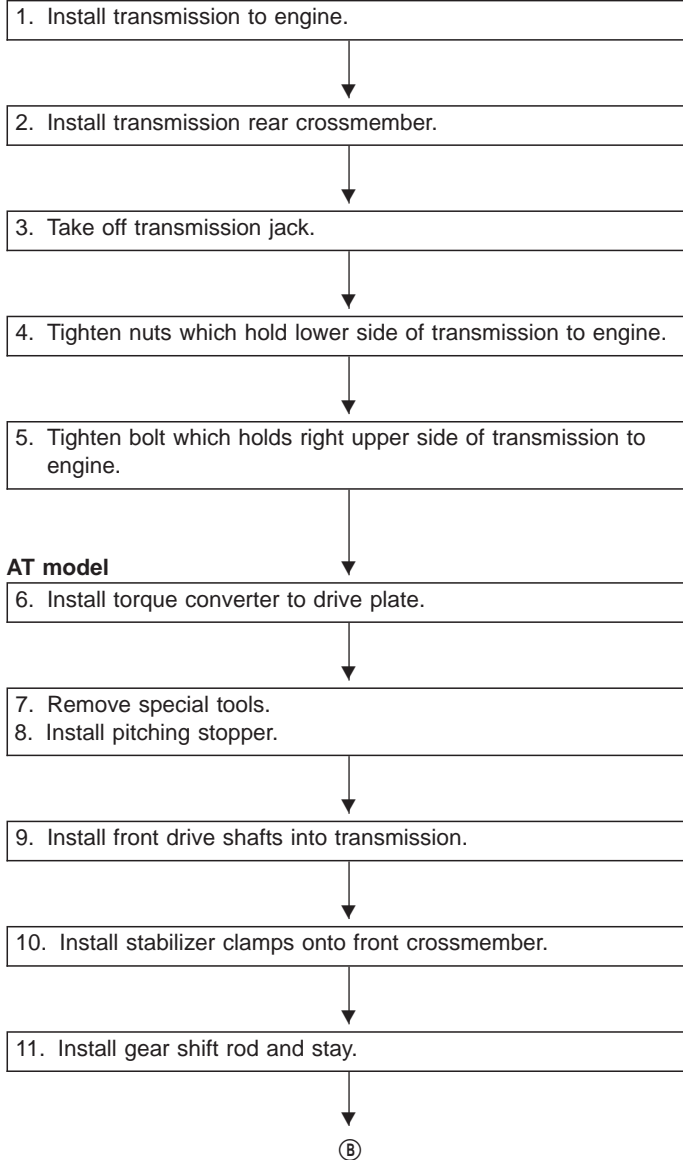 1. Install transmission to engine.
2. Install transmission rear crossmember.
3. Take off transmission jack.
4. Tighten nuts which hold lower side of transmission to engine.
5. Tighten bolt which holds right upper side of transmission to
engine.
AT model
6. Install torque converter to drive plate.
7. Remove special tools.
8. Install pitching stopper.
9. Install front drive shafts into transmission.
10. Install stabilizer clamps onto front crossmember.
11. Install gear shift rod and stay.
Ⓑ